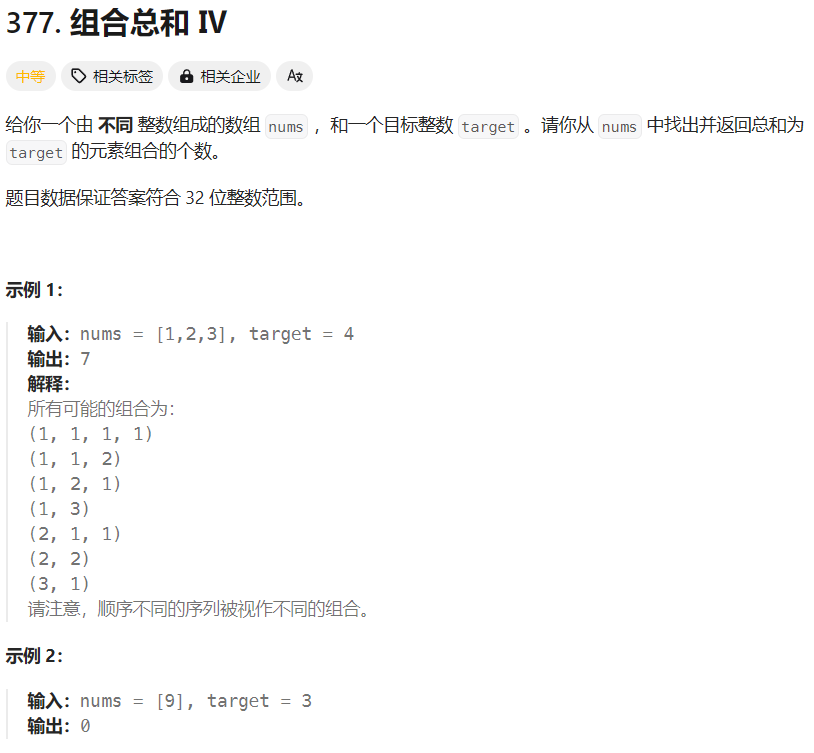 377. 组合总和 IV
中等 相关标签 相关企业 Ax
给你一个由 不同 整数组成的数组 nums ，和一个目标整数 target 。请你从 nums 中找出并返回总和为
target 的元素组合的个数。
题目数据保证答案符合 32 位整数范围。
示例 1：
输入：nums = [1,2,3], target = 4
输出：7
解释：
所有可能的组合为：
(1, 1, 1, 1)
(1, 1, 2)
(1, 2, 1)
(1, 3)
(2, 1, 1)
(2, 2)
(3, 1)
请注意，顺序不同的序列被视作不同的组合。
示例 2：
输入：nums = [9], target = 3
输出：0